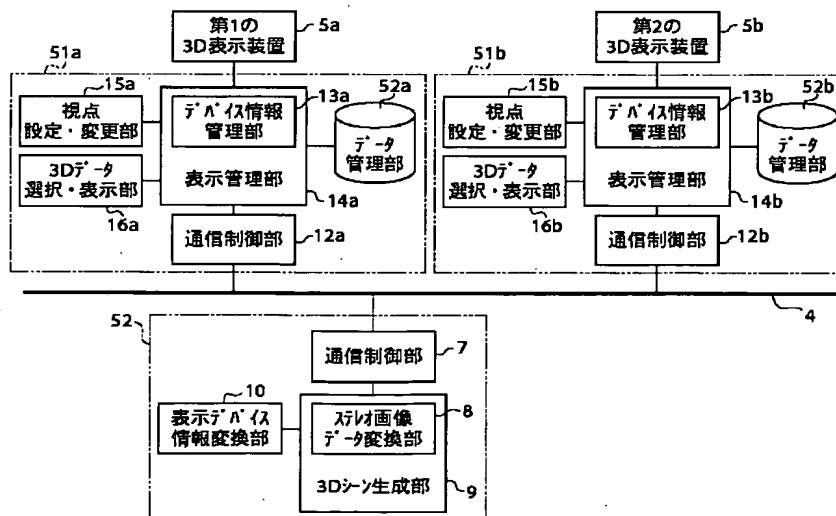 第1の
3D表示装置
5a
51a
15a
視点
設定・変更部
13a
デバイス情報
管理部
52a
データ
管理部
3Dデータ
選択・表示部
16a
表示管理部
14a
通信制御部
12a
第2の
3D表示装置
5b
51b
15b
視点
設定・変更部
13b
デバイス情報
管理部
52b
データ
管理部
3Dデータ
選択・表示部
16b
表示管理部
14b
通信制御部
12b
4
52
通信制御部
7
10
表示デバイス
情報変換部
ステレオ画像
データ変換部
8
3Dシーン生成部
9